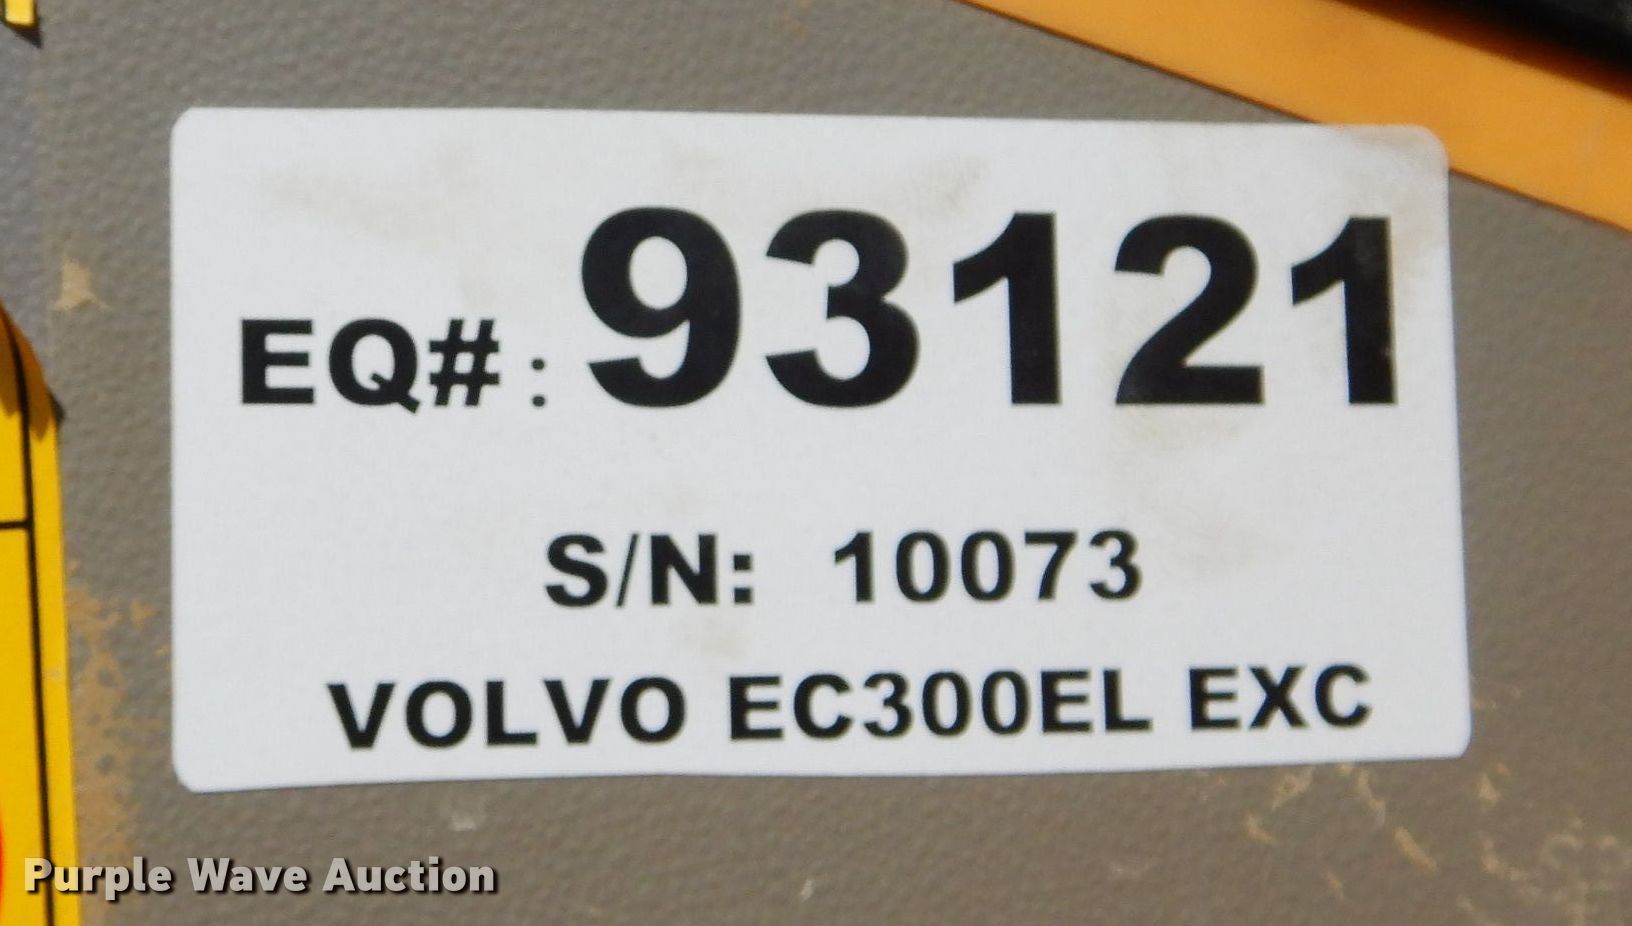 EQ#: 93121
S/N: 10073
VOLVO EC300EL EXC
Purple Wave Auction